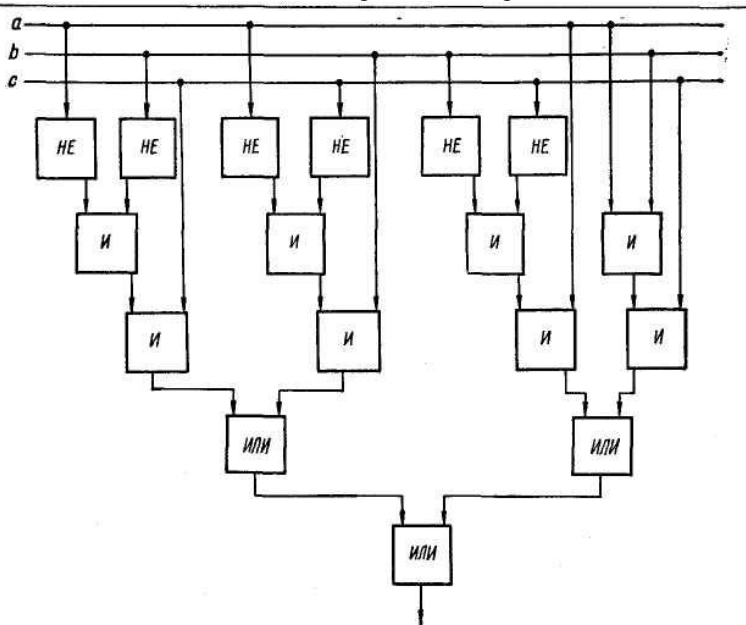 a
b
c
НЕ НЕ НЕ НЕ НЕ НЕ
И И И И
И И И И
ИЛИ ИЛИ
ИЛИ